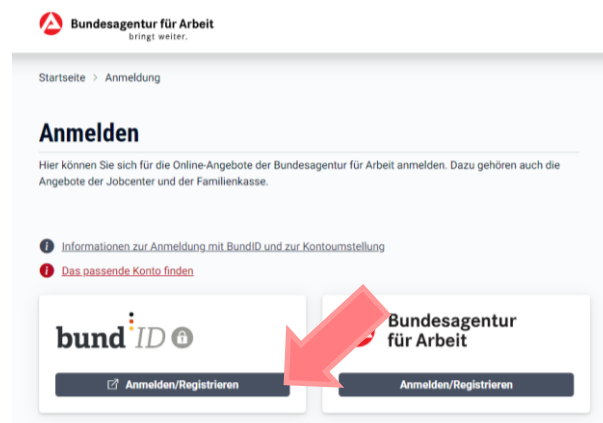 Bundesagentur für Arbeit
bringt weiter.
Startseite > Anmeldung
Anmelden
Hier können Sie sich für die Online-Angebote der Bundesagentur für Arbeit anmelden. Dazu gehören auch die
Angebote der Jobcenter und der Familienkasse.
Informationen zur Anmeldung mit BundID und zur Kontoumstellung
Das passende Konto finden
bund ID
Anmelden/Registrieren
Bundesagentur
für Arbeit
Anmelden/Registrieren